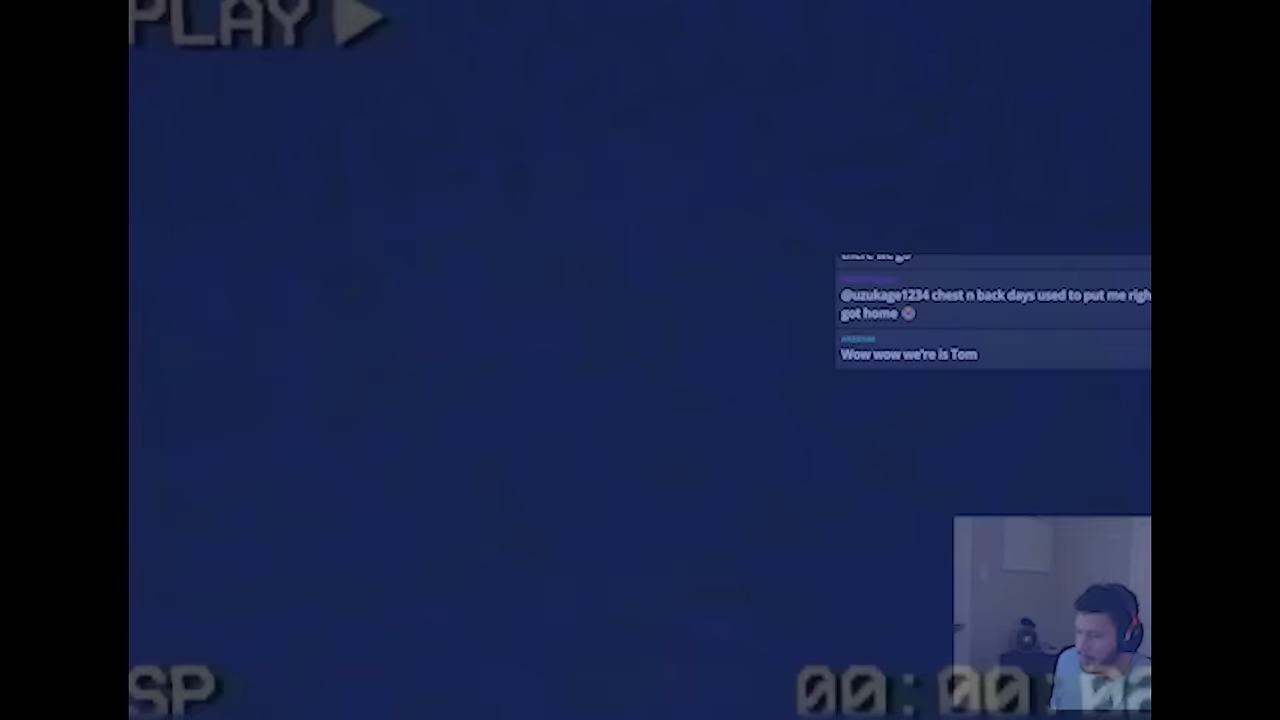 PLAY
@uzukage1234 chest n back days used to put me righ
got home
Wow wow we're is Tom
SP
00:00:02